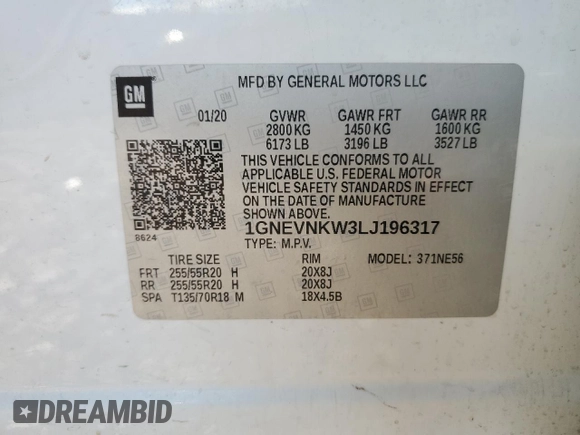 GM
MFD BY GENERAL MOTORS LLC
01/20 GVWR GAWR FRT GAWR RR
2800 KG 1450 KG 1600 KG
6173 LB 3196 LB 3527 LB
THIS VEHICLE CONFORMS TO ALL
APPLICABLE U.S. FEDERAL MOTOR
VEHICLE SAFETY STANDARDS IN EFFECT
ON THE DATE OF MANUFACTURE
SHOWN ABOVE.
8624 1GNEVNKW3LJ196317
TYPE: M.P.V.
TIRE SIZE RIM MODEL: 371NE56
FRT 255/55R20 H 20X8J
RR 255/55R20 H 20X8J
SPA T135/70R18 M 18X4.5B
DREAMBID